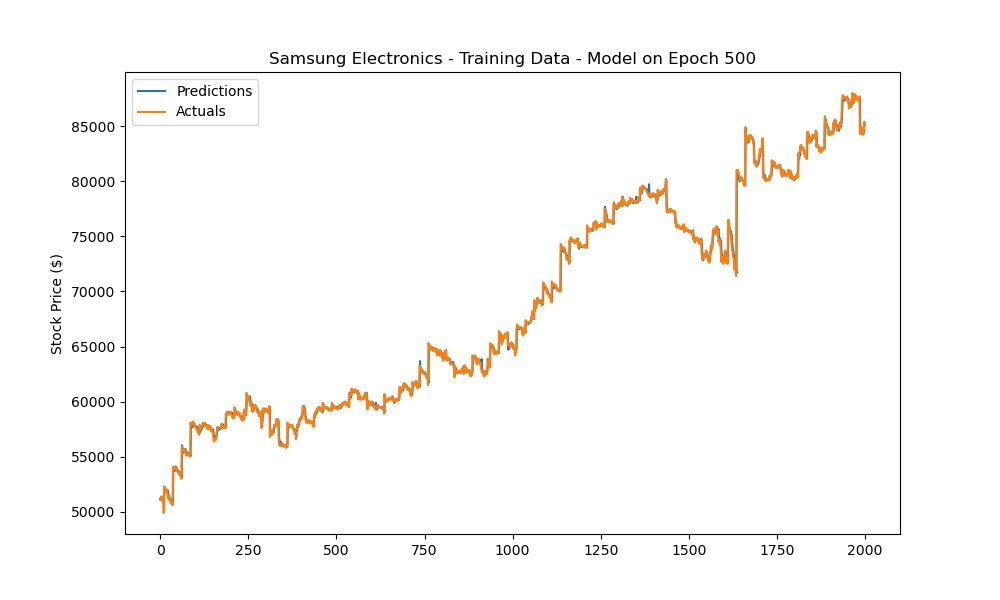 Samsung Electronics - Training Data - Model on Epoch 500
Predictions
Actuals
Stock Price ($)
85000
80000
75000
70000
65000
60000
55000
50000
0 250 500 750 1000 1250 1500 1750 2000